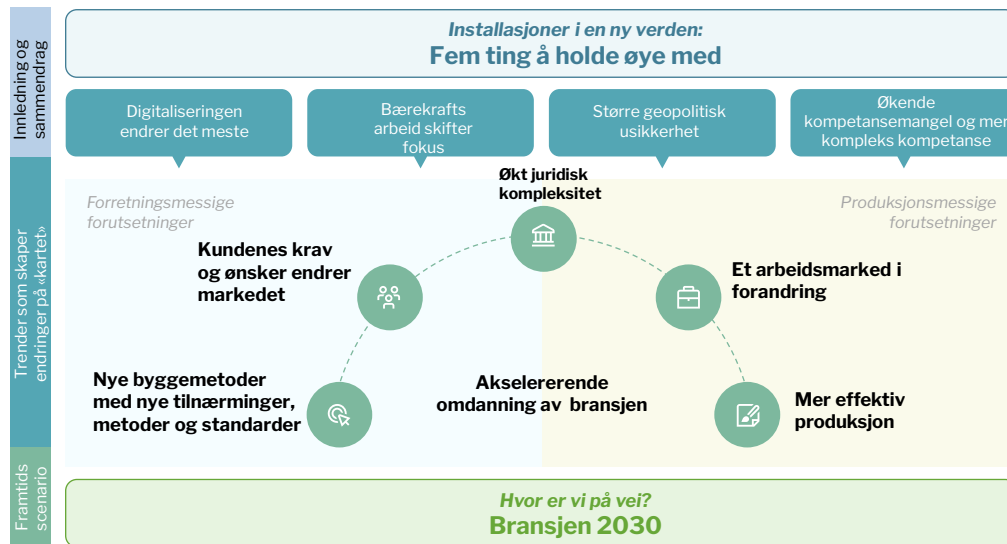 Innledning og
sammendrag
Installasjoner i en ny verden:
Fem ting å holde øye med
Digitaliseringen
endrer det meste
Bærekrafts
arbeid skifter
fokus
Større geopolitisk
usikkerhet
Økende
kompetansemangel og mer
kompleks kompetanse
Trender som skaper
endringer på «kartet»
Forretningsmessige
forutsetninger
Økt juridisk
kompleksitet
Produksjonsmessige
forutsetninger
Kundenes krav
og ønsker endrer
markedet
Et arbeidsmarked i
forandring
Nye byggemetoder
med nye tilnærminger,
metoder og standarder
Akselererende
omdanning av  bransjen
Mer effektiv
produksjon
Framtids
scenario
Hvor er vi på vei?
Bransjen 2030